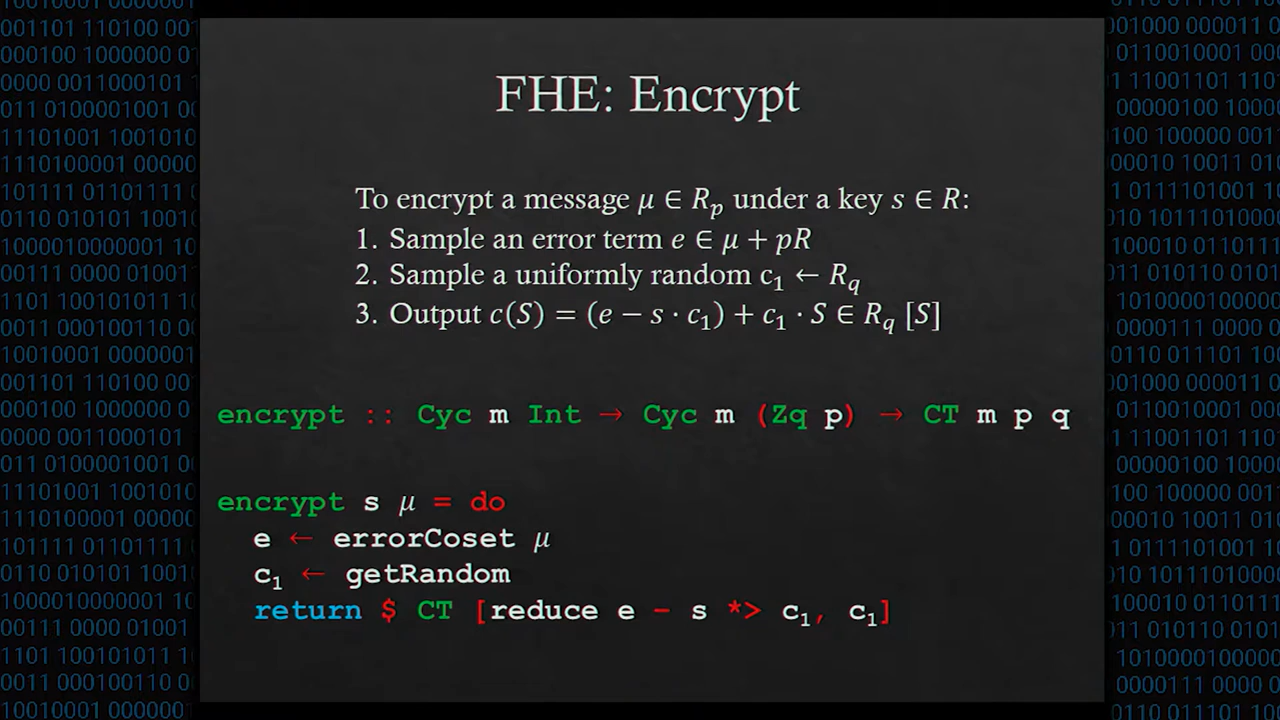 FHE: Encrypt
To encrypt a message μ ∈ R_p under a key s ∈ R:
1. Sample an error term e ∈ μ + pR
2. Sample a uniformly random c₁ ← R_q
3. Output c(S) = (e − s · c₁) + c₁ · S ∈ R_q [S]
encrypt :: Cyc m Int → Cyc m (Zq p) → CT m p q
encrypt s μ = do
e ← errorCoset μ
c₁ ← getRandom
return $ CT [reduce e - s *> c₁, c₁]